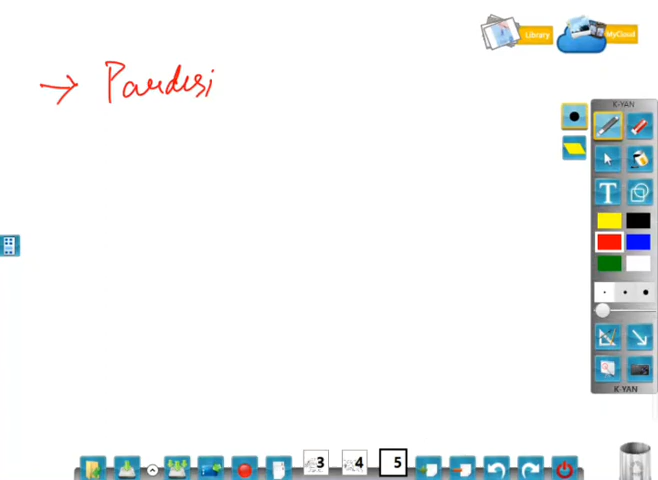 Library
MyCloud
→ Pardesi
K-YAN
T
K-YAN
3
4
5